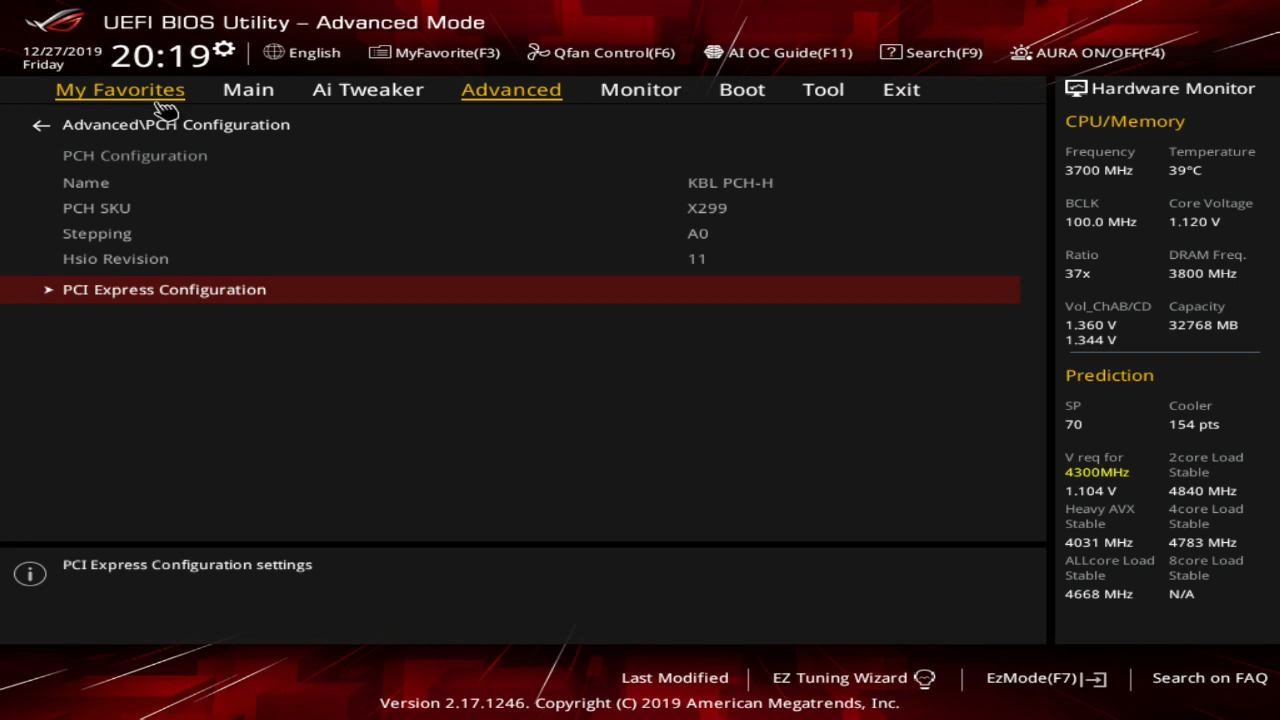 UEFI BIOS Utility – Advanced Mode
12/27/2019
Friday
20:19
English
MyFavorite(F3)
Qfan Control(F6)
AI OC Guide(F11)
Search(F9)
AURA ON/OFF(F4)
My Favorites
Main
Ai Tweaker
Advanced
Monitor
Boot
Tool
Exit
Advanced\PCH Configuration
PCH Configuration
Name KBL PCH-H
PCH SKU X299
Stepping A0
Hsio Revision 11
PCI Express Configuration
PCI Express Configuration settings
Hardware Monitor
CPU/Memory
Frequency Temperature
3700 MHz 39°C
BCLK Core Voltage
100.0 MHz 1.120 V
Ratio DRAM Freq.
37x 3800 MHz
Vol_ChAB/CD Capacity
1.360 V 32768 MB
1.344 V
Prediction
SP Cooler
70 154 pts
V req for 2core Load
4300MHz Stable
1.104 V 4840 MHz
Heavy AVX 4core Load
Stable Stable
4031 MHz 4783 MHz
ALLcore Load 8core Load
Stable Stable
4668 MHz N/A
Last Modified
EZ Tuning Wizard
EzMode(F7)
Search on FAQ
Version 2.17.1246. Copyright (C) 2019 American Megatrends, Inc.